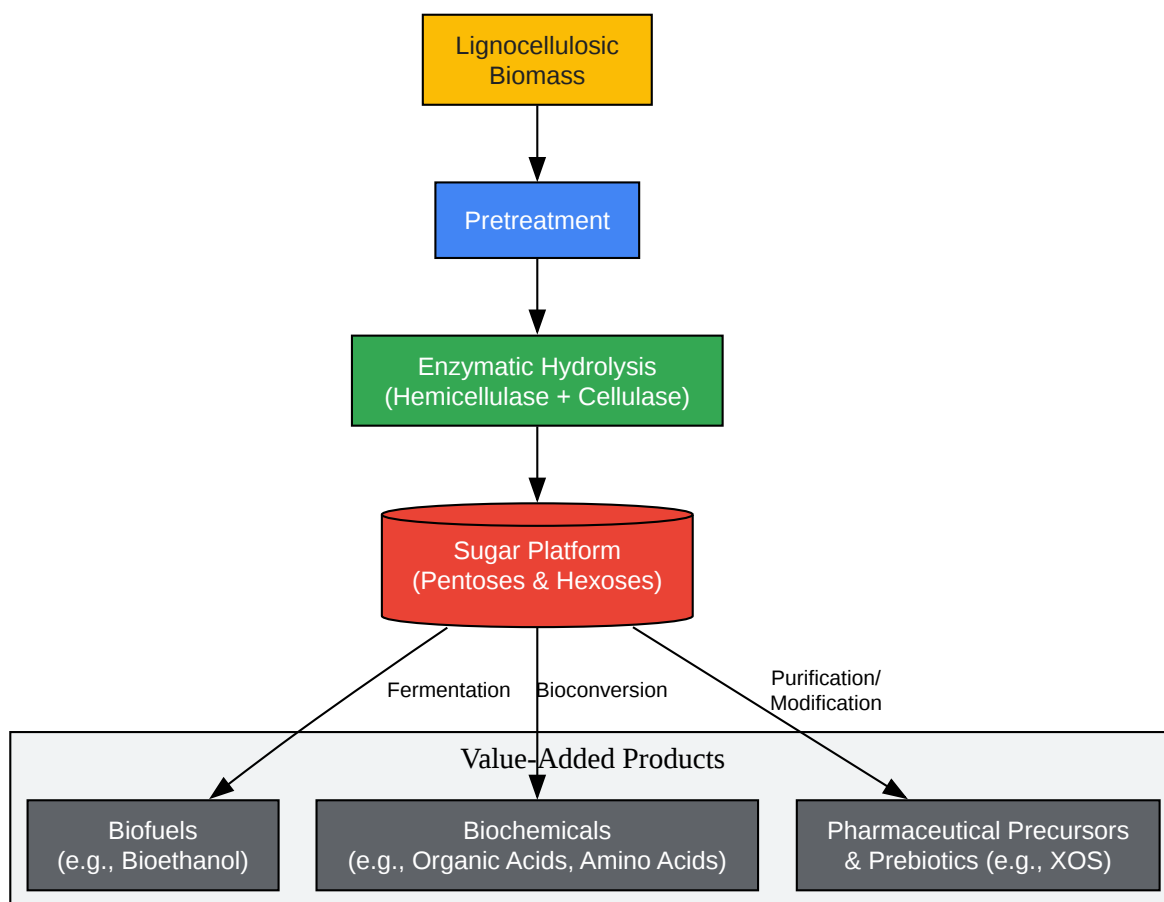 Lignocellulosic
Biomass
Pretreatment
Enzymatic Hydrolysis
(Hemicellulase + Cellulase)
Sugar Platform
(Pentoses & Hexoses)
Fermentation
Bioconversion
Purification/
Modification
Value-Added Products
Biofuels
(e.g., Bioethanol)
Biochemicals
(e.g., Organic Acids, Amino Acids)
Pharmaceutical Precursors
& Prebiotics (e.g., XOS)